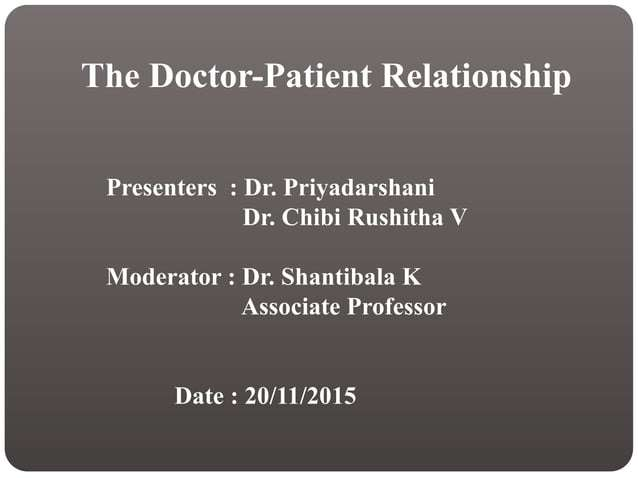 The Doctor-Patient Relationship
Presenters : Dr. Priyadarshani
Dr. Chibi Rushitha V
Moderator : Dr. Shantibala K
Associate Professor
Date : 20/11/2015